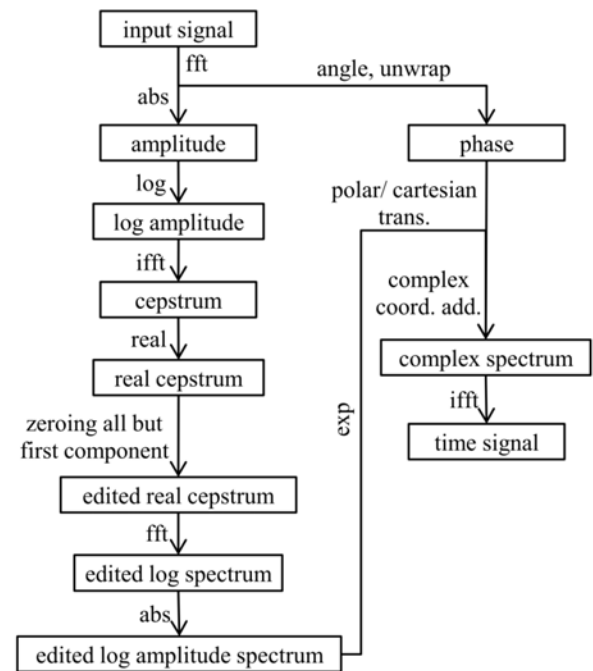 input signal
fft
angle, unwrap
abs
amplitude
phase
log
polar/ cartesian
trans.
log amplitude
ifft
complex
coord. add.
cepstrum
real
complex spectrum
real cepstrum
ifft
zeroing all but
first component
exp
time signal
edited real cepstrum
fft
edited log spectrum
abs
edited log amplitude spectrum